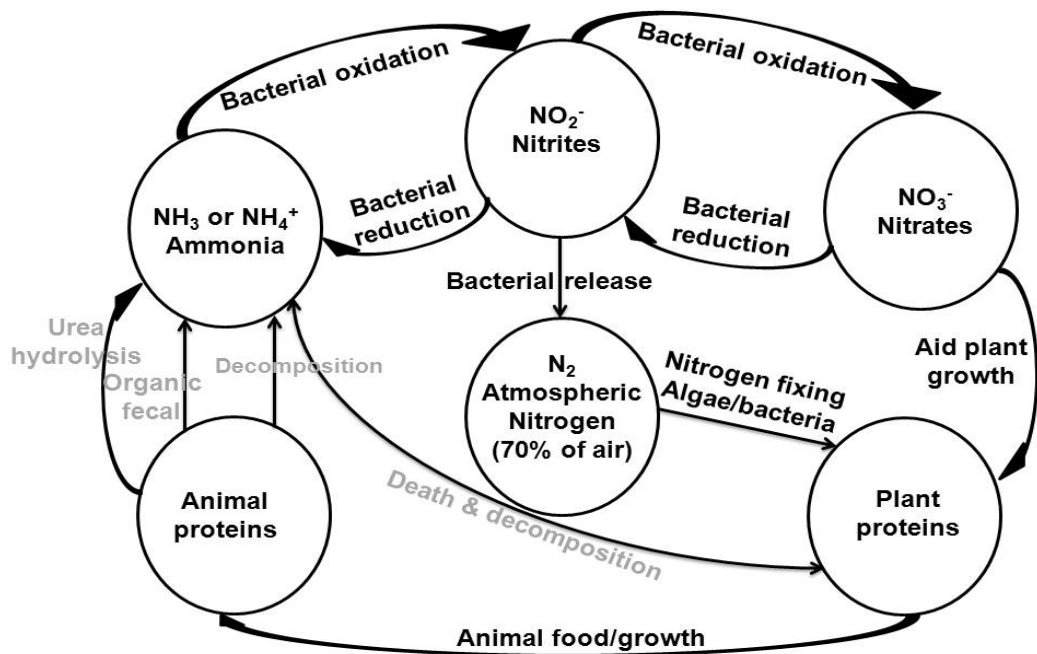 Bacterial oxidation
Bacterial oxidation
NO₂⁻
Nitrites
NO₃⁻
Nitrates
NH₃ or NH₄⁺
Ammonia
Bacterial
reduction
Bacterial
reduction
Bacterial release
Urea
hydrolysis
Organic
fecal
Decomposition
N₂
Atmospheric
Nitrogen
(70% of air)
Nitrogen fixing
Algae/bacteria
Aid plant
growth
Death & decomposition
Animal
proteins
Plant
proteins
Animal food/growth